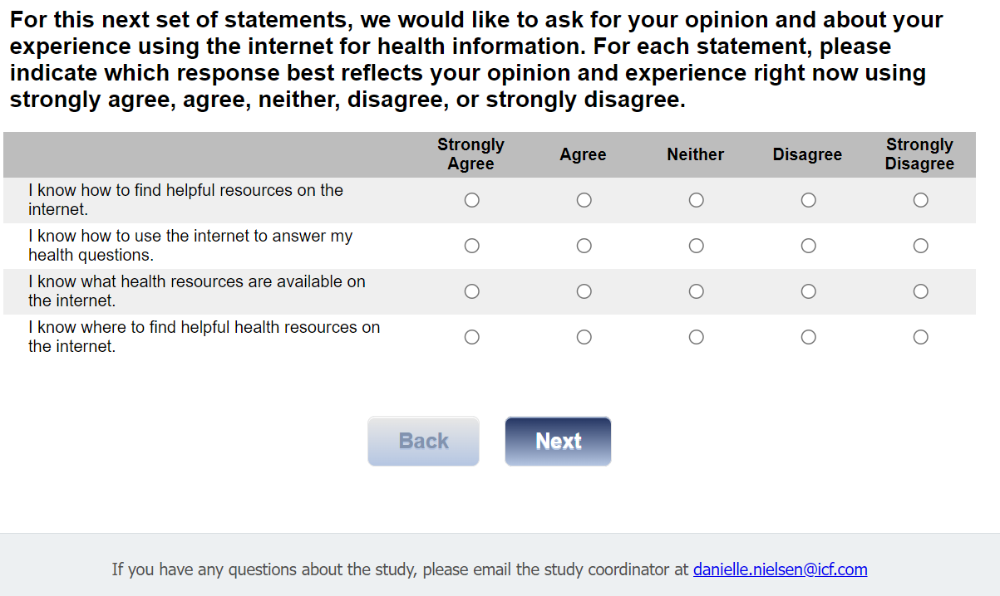 For this next set of statements, we would like to ask for your opinion and about your
experience using the internet for health information. For each statement, please
indicate which response best reflects your opinion and experience right now using
strongly agree, agree, neither, disagree, or strongly disagree.
Strongly
Agree
Agree
Neither
Disagree
Strongly
Disagree
I know how to find helpful resources on the
internet.
I know how to use the internet to answer my
health questions.
I know what health resources are available on
the internet.
I know where to find helpful health resources on
the internet.
Back
Next
If you have any questions about the study, please email the study coordinator at danielle.nielsen@icf.com